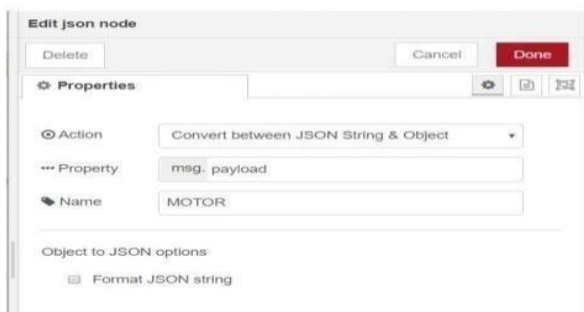 Edit json node
Delete Cancel Done
Properties
Action Convert between JSON String & Object
Property msg. payload
Name MOTOR
Object to JSON options
Format JSON string